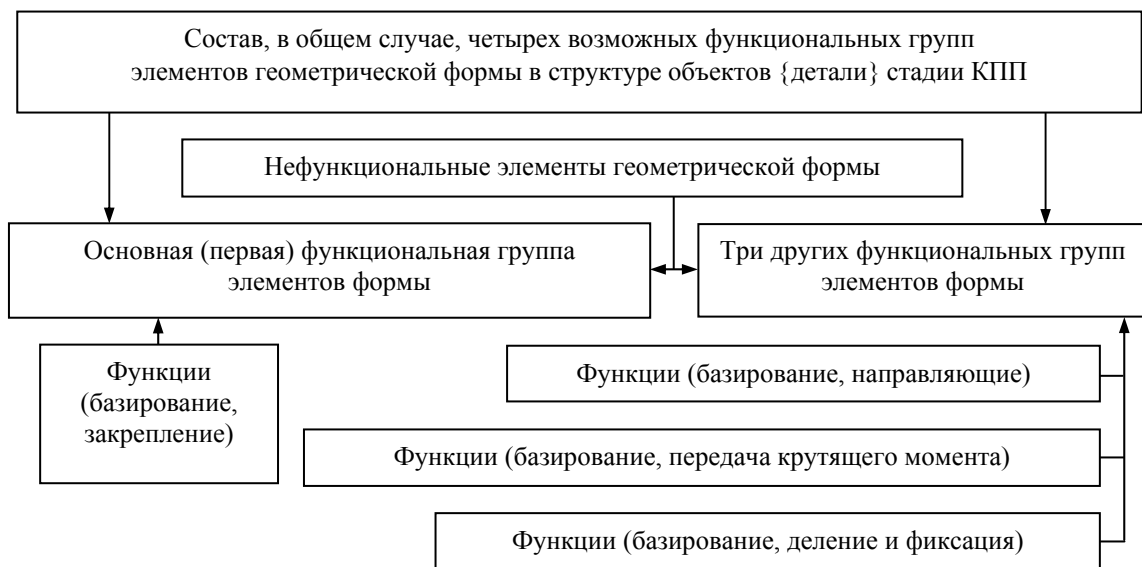 Состав, в общем случае, четырех возможных функциональных групп
элементов геометрической формы в структуре объектов {детали} стадии КПП
Нефункциональные элементы геометрической формы
Основная (первая) функциональная группа
элементов формы
Три других функциональных групп
элементов формы
Функции
(базирование,
закрепление)
Функции (базирование, направляющие)
Функции (базирование, передача крутящего момента)
Функции (базирование, деление и фиксация)